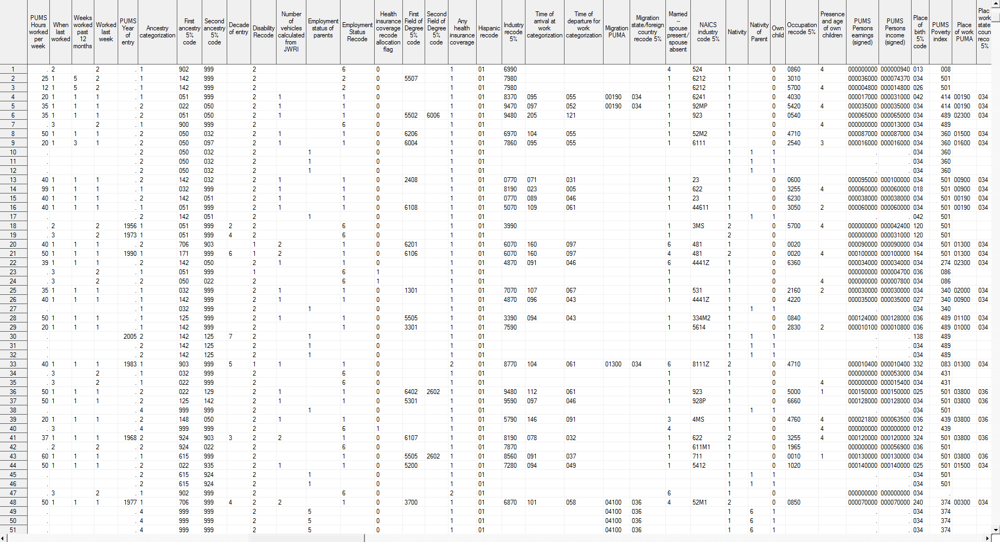 PUMS Hours worked per week
When last worked
Weeks worked past 12 months
Worked last week
PUMS Year of entry
Ancestry categorization
First ancestry 5% code
Second ancestry 5% code
Decade of entry
Disability Recode
Number of vehicles calculated from JWRI
Employment status of parents
Employment Status Recode
Health insurance coverage recode allocation flag
First Field of Degree 5% code
Second Field of Degree 5% code
Any health insurance coverage
Hispanic recode
Industry recode 5%
Time of arrival at work categorization
Time of departure for work categorization
Migration PUMA
Migration state/foreign country recode 5%
Married -- spouse present/ spouse absent
NAICS industry code 5%
Nativity
Nativity of Parent
Own child
Occupation recode 5%
Presence and age of own children
PUMS Persons earnings (signed)
PUMS Persons income (signed)
Place of birth 5% code
PUMS Poverty index
Place of work PUMA
Plac work state coun reco 5%
1 . 2 2 . 1 902 999 2 6 0 1 01 6990 4 524 1 0 0860 4 000000000 000000940 013 008
2 25 1 5 2 . 1 142 999 2 2 0 5507 1 01 7980 1 6212 1 0 3010 000036000 000074370 034 501
3 12 1 5 2 . 1 142 999 2 2 0 1 01 7980 1 6212 1 0 5700 4 000004800 000014800 026 501
4 20 1 1 1 . 1 051 999 2 1 1 0 1 01 8370 095 055 00190 034 1 6241 1 0 4030 000017000 000031000 042 414 00190 034
5 35 1 1 1 . 2 022 050 2 1 1 0 1 01 9470 097 052 00190 034 1 92MP 1 0 5420 4 000035000 000035000 034 414 00190 034
6 35 1 1 1 . 2 051 050 2 1 1 0 5502 6006 1 01 9480 205 121 1 923 1 0 0540 000065000 000065000 034 489 02300 034
7 . 3 2 . 1 900 999 2 6 0 1 01 1 1 0 4 000000000 000013000 034 489
8 50 1 1 1 . 2 050 032 2 1 1 0 6206 1 01 6970 104 055 1 52M2 1 0 4710 000087000 000087000 034 360 01500 034
9 20 1 3 1 . 2 050 097 2 1 1 0 6004 1 01 7860 095 055 1 6111 1 0 2540 3 000016000 000016000 034 360 01600 034
10 . . 2 050 032 2 1 0 1 01 1 1 1 . . 034 360
11 . . 2 050 032 2 1 0 1 01 1 1 1 . . 034 360
12 . . 2 050 032 2 1 0 1 01 1 1 1 . . 034 360
13 40 1 1 1 . 2 142 032 2 1 1 0 2408 1 01 0770 071 031 1 23 1 0 0600 000095000 000100000 034 501 00900 034
14 99 1 1 1 . 1 032 999 2 1 1 0 1 01 8190 023 005 1 622 1 0 3255 4 000060000 000060000 018 501 00900 034
15 40 1 1 1 . 2 142 051 2 1 1 0 1 01 0770 089 046 1 23 1 0 6230 000038000 000038000 034 501 00190 034
16 40 1 1 1 . 1 051 999 2 1 1 0 6108 1 01 5070 109 061 1 44611 1 0 3050 2 000060000 000060000 034 501 00190 034
17 . . 2 142 051 2 1 0 1 01 1 1 1 . . 042 501
18 . 2 2 1956 1 051 999 2 2 6 0 1 01 3990 1 3MS 2 0 5700 4 000000000 000042400 120 501
19 . 3 2 1973 1 051 999 4 2 6 0 1 01 1 2 0 000000000 000031000 120 501
20 40 1 1 1 . 2 706 903 1 2 1 0 6201 1 01 6070 160 097 6 481 1 0 0020 000090000 000090000 034 501 01300 034
21 50 1 1 1 1990 1 171 999 6 1 2 1 0 6106 1 01 6070 160 097 4 481 2 0 0020 4 000100000 000100000 164 501 01300 034
22 39 1 1 1 . 2 142 050 2 1 1 0 1 01 4870 091 046 6 4441Z 1 0 6360 000034000 000034000 034 274 02300 034
23 . 3 2 . 1 051 999 1 6 1 1 01 1 1 0 000000000 000004700 036 086
24 . 3 2 . 2 050 022 2 6 1 1 01 1 1 0 4 000000000 000007800 034 086
25 35 1 1 1 . 1 032 999 2 1 1 0 1301 1 01 7070 107 067 1 531 1 0 2160 2 000030000 000030000 034 340 02000 034
26 40 1 1 1 . 1 142 999 2 1 1 0 1 01 4870 096 043 1 4441Z 1 0 4220 000035000 000035000 027 340 00900 034
27 . . 1 032 999 2 1 0 1 01 1 1 1 . . 034 340
28 50 1 1 1 . 1 125 999 2 1 1 0 5505 1 01 3390 094 043 1 334M2 1 0 0840 000124000 000128000 036 489 01100 034
29 20 1 1 1 . 1 142 999 2 1 0 3301 1 01 7590 1 5614 1 0 2830 2 000010100 000010800 036 489 01000 034
30 . 2005 2 142 125 7 2 1 0 1 01 1 1 1 . . 138 489
31 . . 2 142 125 2 1 0 1 01 1 1 1 . . 034 489
32 . . 2 142 125 2 1 0 1 01 1 1 1 . . 034 489
33 40 1 1 1 1983 1 903 999 5 1 1 1 0 2 01 8770 104 061 01300 034 6 8111Z 2 0 4710 000010400 000010400 332 083 01300 034
34 . 3 2 . 1 032 999 2 6 0 1 01 1 1 0 000000000 000053000 034 431
35 . 3 2 . 1 022 999 2 6 0 1 01 1 1 0 4 000000000 000015400 034 431
36 50 1 1 1 . 2 022 129 2 1 1 0 6402 2602 1 01 9480 112 061 1 923 1 0 5000 1 000150000 000150000 025 501 03800 036
37 50 1 1 1 . 2 125 142 2 1 1 0 5301 1 01 9590 097 046 1 928P 1 0 6660 000128000 000128000 034 501 03800 036
38 . . 4 999 999 2 1 0 1 01 1 1 1 . . 034 501
39 20 1 1 1 . 2 148 050 2 1 1 0 1 01 5790 146 091 3 4MS 1 0 4760 4 000021800 000063500 036 439 03800 036
40 . 3 2 . 4 999 999 2 6 1 1 01 4 1 0 4 000000000 000000000 012 439
41 37 1 1 1 1968 2 924 903 3 2 2 1 0 6107 1 01 8190 078 032 1 622 2 0 3255 4 000120000 000120000 324 501 03800 036
42 . 2 2 . 2 924 022 2 6 0 1 01 7870 1 611M1 1 0 1965 000000000 000056900 036 501
43 60 1 1 1 . 1 615 999 2 1 0 5505 2602 1 01 8560 091 037 1 711 1 0 0010 1 000130000 000130000 034 501 03800 036
44 50 1 1 1 . 2 022 935 2 1 1 0 5200 1 01 7280 094 049 1 5412 1 0 1020 000140000 000140000 025 501 01500 034
45 . . 2 615 924 2 1 0 1 01 1 1 1 . . 034 501
46 . . 2 615 924 2 1 0 1 01 1 1 1 . . 034 501
47 . 3 2 . 1 902 999 2 6 0 2 01 6 1 0 000000000 000000000 034 .
48 50 1 1 1 1977 1 706 999 4 2 2 1 0 3700 1 01 6870 101 058 04100 036 4 52M1 2 0 0850 000070000 000070000 240 374 00300 034
49 . . 4 999 999 2 5 0 1 01 04100 036 1 6 1 . . 034 374
50 . . 4 999 999 2 5 0 1 01 04100 036 1 6 1 . . 034 374
51 . . 4 999 999 2 5 0 1 01 04100 036 1 6 1 . . 034 374